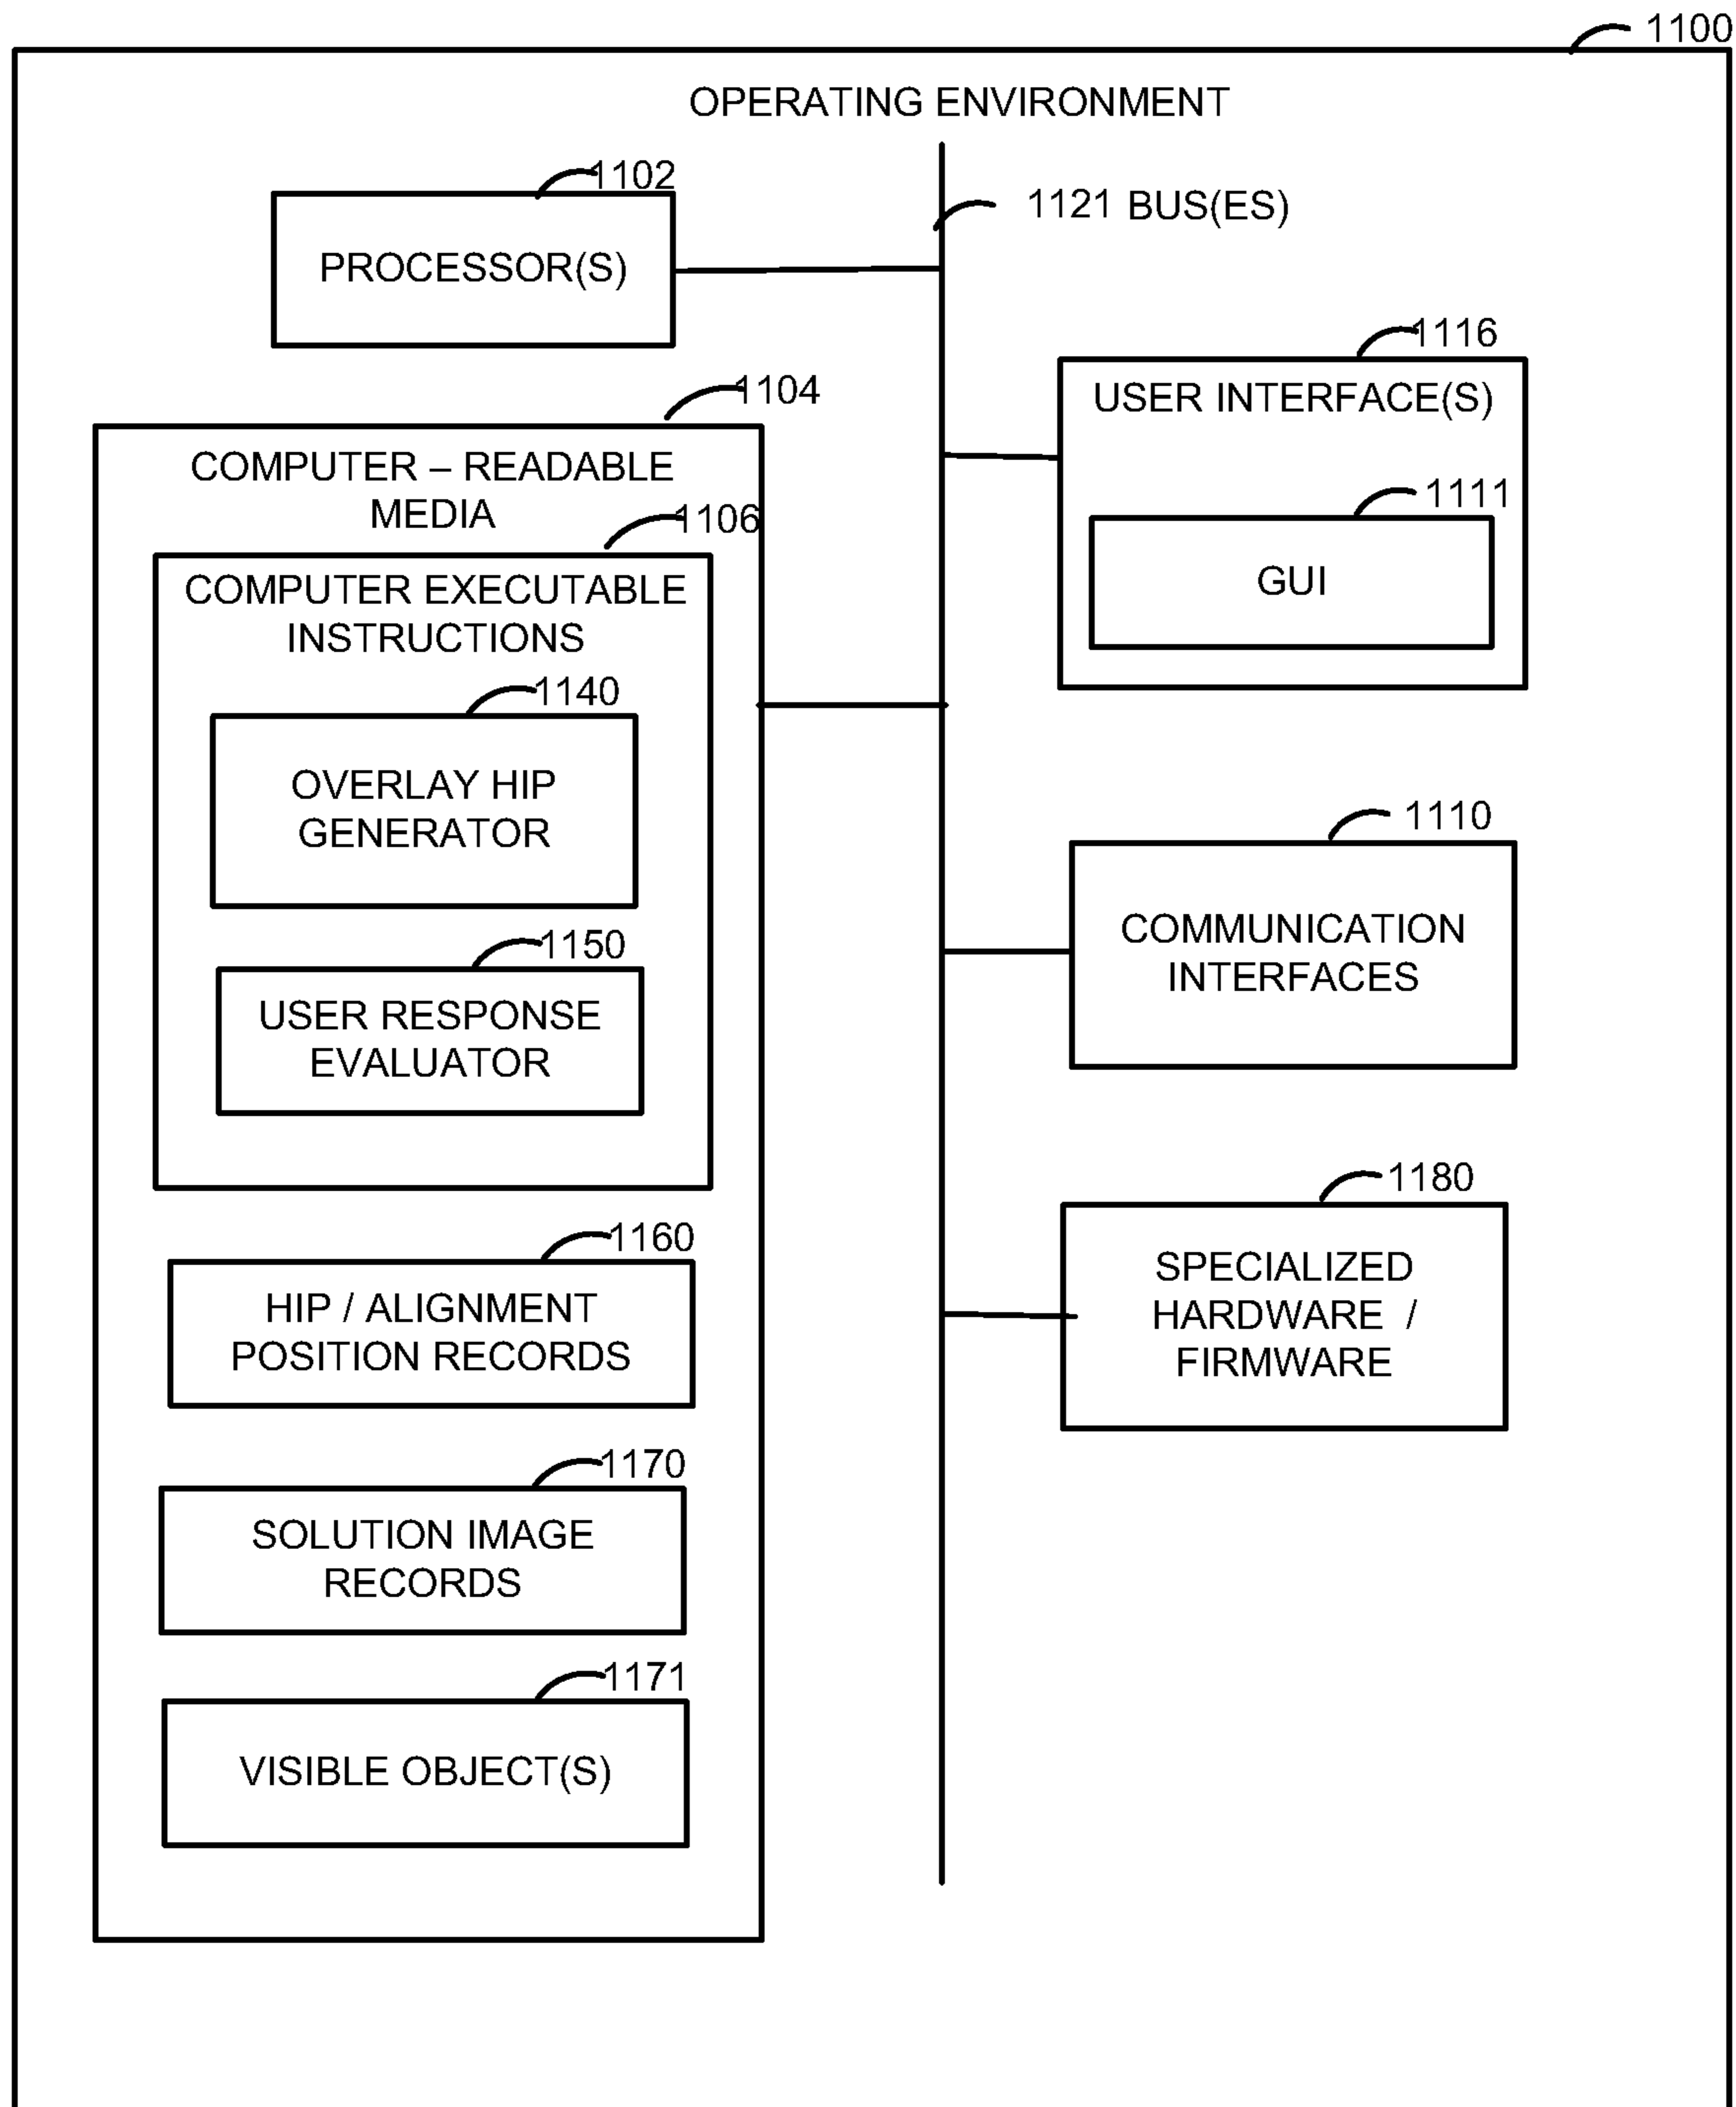 1100
OPERATING ENVIRONMENT
1102
PROCESSOR(S)
1121 BUS(ES)
1116
USER INTERFACE(S)
1111
GUI
1104
COMPUTER – READABLE
MEDIA
1106
COMPUTER EXECUTABLE
INSTRUCTIONS
1140
OVERLAY HIP
GENERATOR
1150
USER RESPONSE
EVALUATOR
1110
COMMUNICATION
INTERFACES
1180
SPECIALIZED
HARDWARE /
FIRMWARE
1160
HIP / ALIGNMENT
POSITION RECORDS
1170
SOLUTION IMAGE
RECORDS
1171
VISIBLE OBJECT(S)